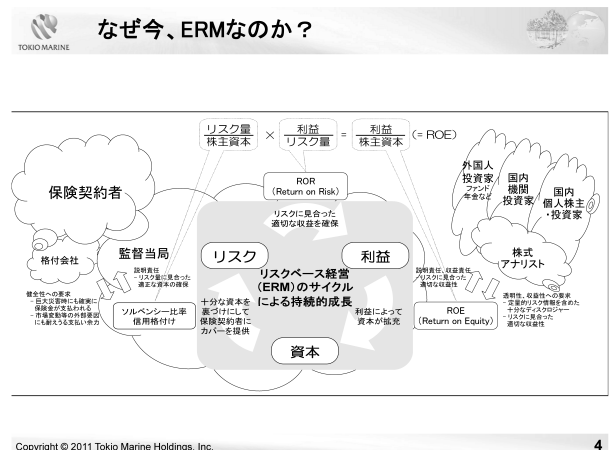 TOKIO MARINE
なぜ今、ERMなのか？
リスク量
株主資本
×
利益
リスク量
=
利益
株主資本
(= ROE)
保険契約者
格付会社
監督当局
ROR
(Return on Risk)
リスクに見合った
適切な収益を確保
リスク
利益
リスクベース経営
(ERM)のサイクル
による持続的成長
十分な資本を
裏づけにして
保険契約者に
カバーを提供
利益によって
資本が拡充
資本
説明責任
- リスク量に見合った
適正な資本の確保
ソルベンシー比率
信用格付け
健全性への要求
- 巨大災害時にも確実に
保険金が支払われる
- 市場変動等の外部要因
にも耐えうる支払い余力
外国人
投資家
ファンド
年金など
国内
機関
投資家
国内
個人株主
・投資家
株式
アナリスト
説明責任、収益責任
- リスクに見合った
適切な収益性
ROE
(Return on Equity)
透明性、収益性への要求
- 定量的リスク情報を含めた
十分なディスクロジャー
- リスクに見合った
適切な収益性
Copyright © 2011 Tokio Marine Holdings, Inc.
4